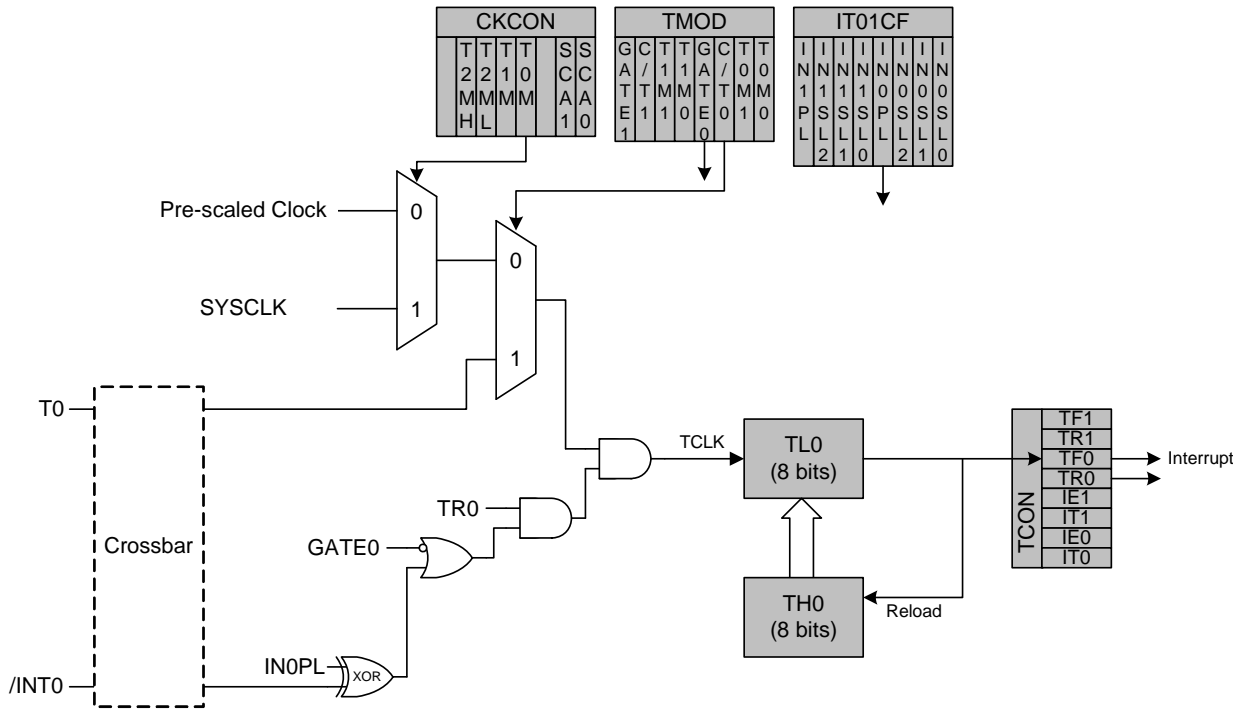 CKCON
T2MH
T2ML
T1M
T0M
SCA1
SCA0
TMOD
GATE1
C/T1
T1M1
T1M0
GATE0
C/T0
T0M1
T0M0
IT01CF
IN1PL
IN1SL2
IN1SL1
IN1SL0
IN0PL
IN0SL2
IN0SL1
IN0SL0
Pre-scaled Clock
0
SYSCLK
1
0
1
T0
Crossbar
/INT0
TR0
GATE0
IN0PL
XOR
TCLK
TL0
(8 bits)
TH0
(8 bits)
Reload
TCON
TF1
TR1
TF0
TR0
IE1
IT1
IE0
IT0
Interrupt